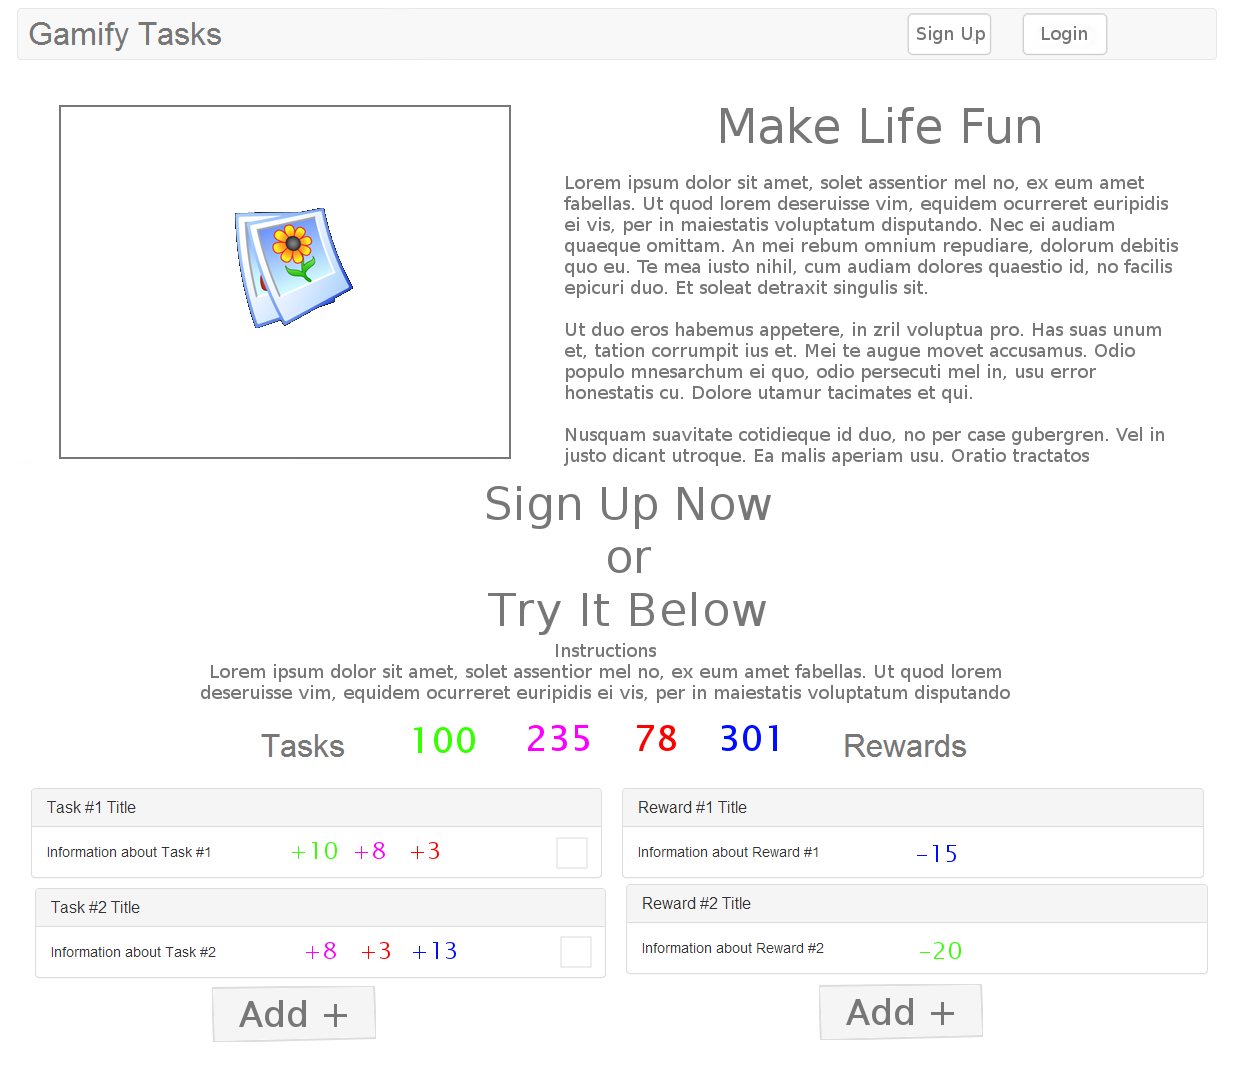 Gamify Tasks
Sign Up
Login
Make Life Fun
Lorem ipsum dolor sit amet, solet assentior mel no, ex eum amet
fabellas. Ut quod lorem deseruisse vim, equidem ocurreret euripidis
ei vis, per in maiestatis voluptatum disputando. Nec ei audiam
quaeque omittam. An mei rebum omnium repudiare, dolorum debitis
quo eu. Te mea iusto nihil, cum audiam dolores quaestio id, no facilis
epicuri duo. Et soleat detraxit singulis sit.
Ut duo eros habemus appetere, in zril voluptua pro. Has suas unum
et, tation corrumpit ius et. Mei te augue movet accusamus. Odio
populo mnesarchum ei quo, odio persecuti mel in, usu error
honestatis cu. Dolore utamur tacimates et qui.
Nusquam suavitate cotidieque id duo, no per case gubergren. Vel in
justo dicant utroque. Ea malis aperiam usu. Oratio tractatos
Sign Up Now
or
Try It Below
Instructions
Lorem ipsum dolor sit amet, solet assentior mel no, ex eum amet fabellas. Ut quod lorem
deseruisse vim, equidem ocurreret euripidis ei vis, per in maiestatis voluptatum disputando
Tasks 100 235 78 301 Rewards
Task #1 Title
Information about Task #1 +10 +8 +3
Task #2 Title
Information about Task #2 +8 +3 +13
Add +
Reward #1 Title
Information about Reward #1 -15
Reward #2 Title
Information about Reward #2 -20
Add +